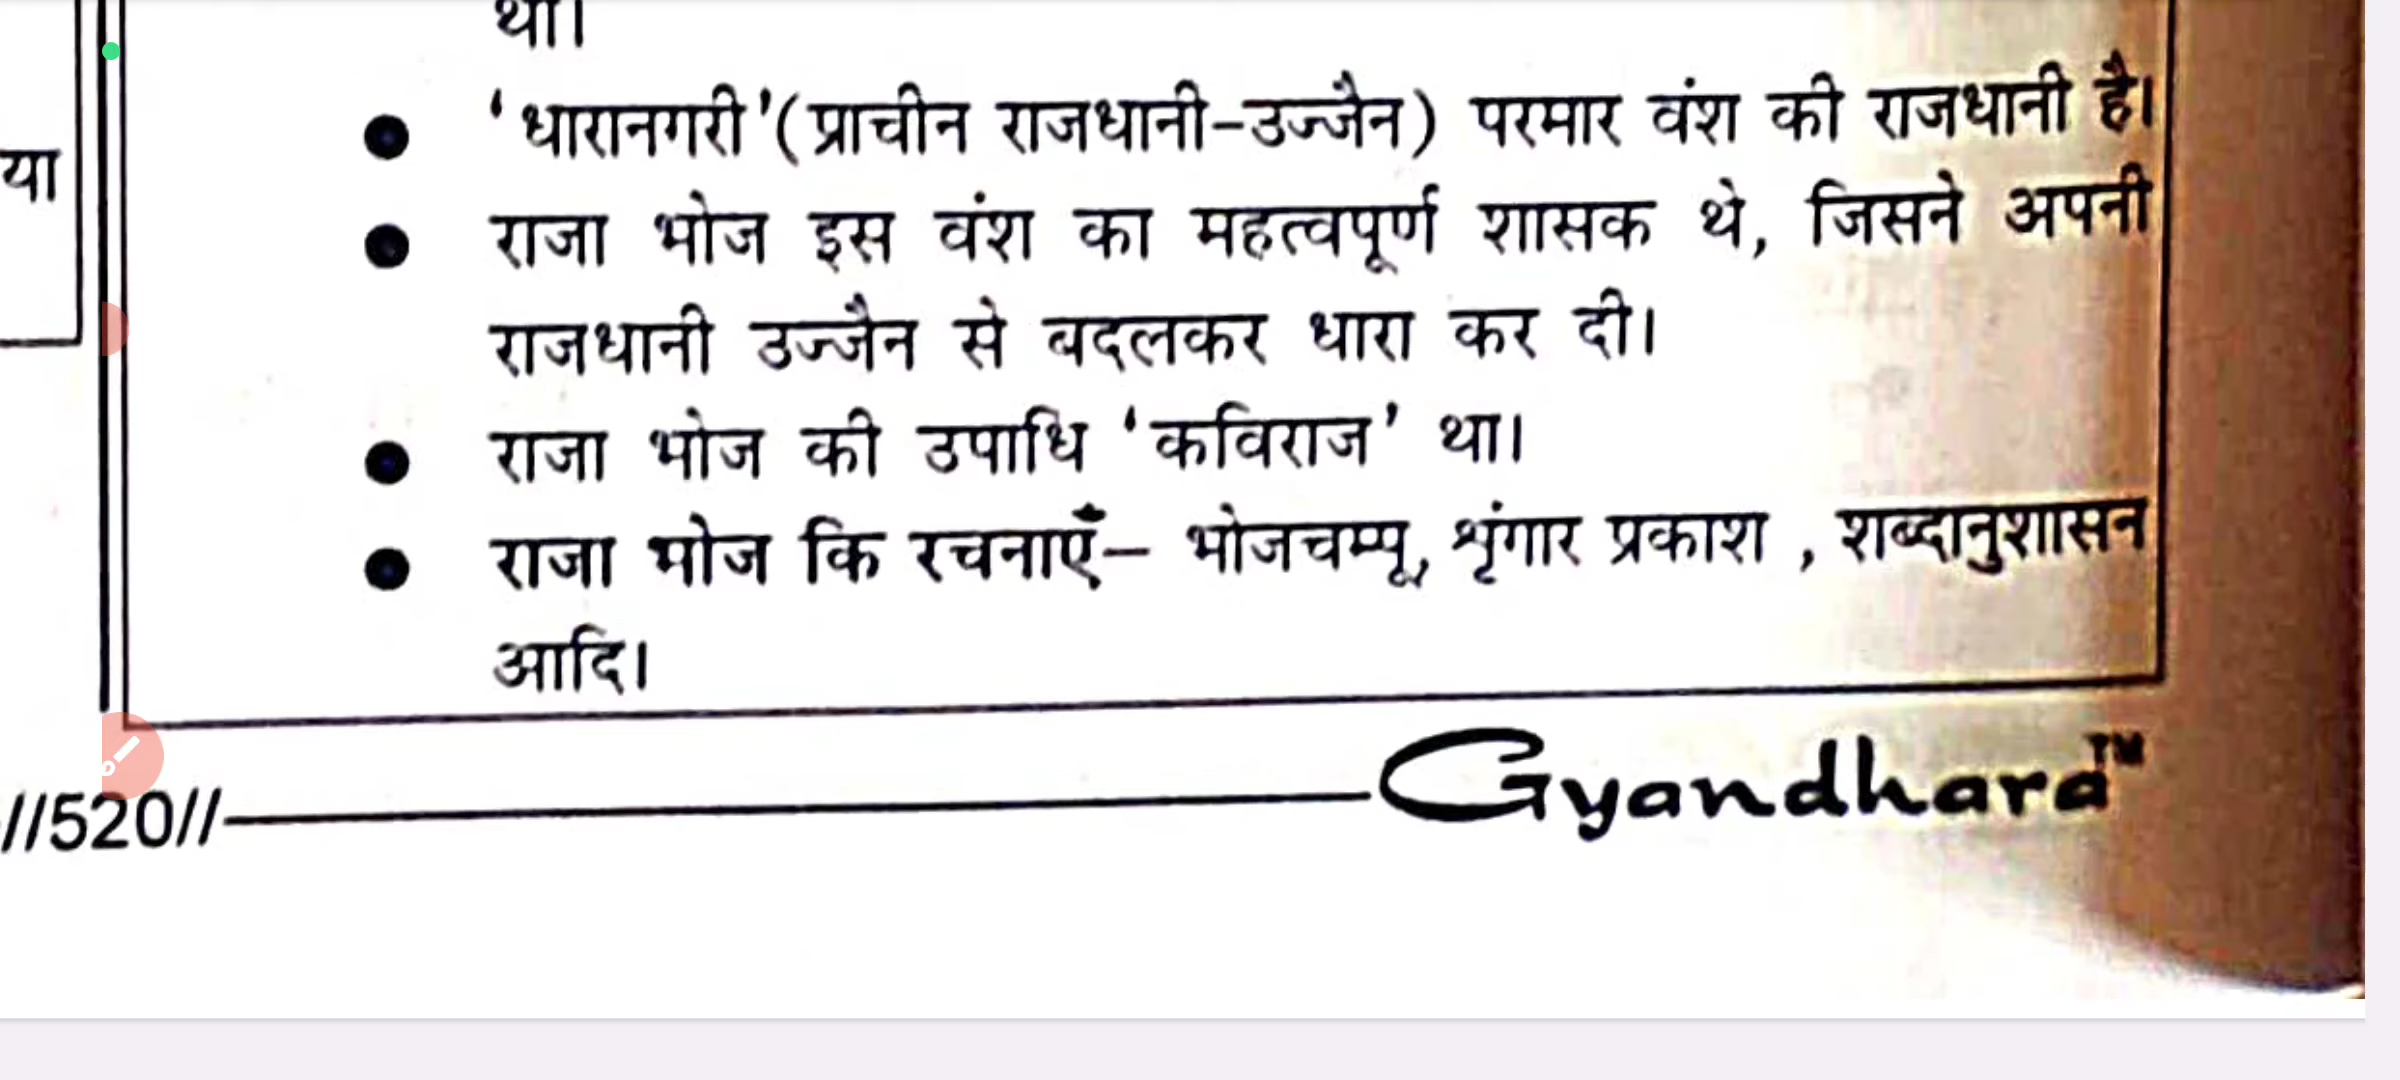 था।
● 'धारानगरी'(प्राचीन राजधानी-उज्जैन) परमार वंश की राजधानी है।
या
● राजा भोज इस वंश का महत्वपूर्ण शासक थे, जिसने अपनी
राजधानी उज्जैन से बदलकर धारा कर दी।
● राजा भोज की उपाधि 'कविराज' था।
● राजा भोज कि रचनाएँ– भोजचम्पू, शृंगार प्रकाश , शब्दानुशासन
आदि।
//520// Gyandhara™